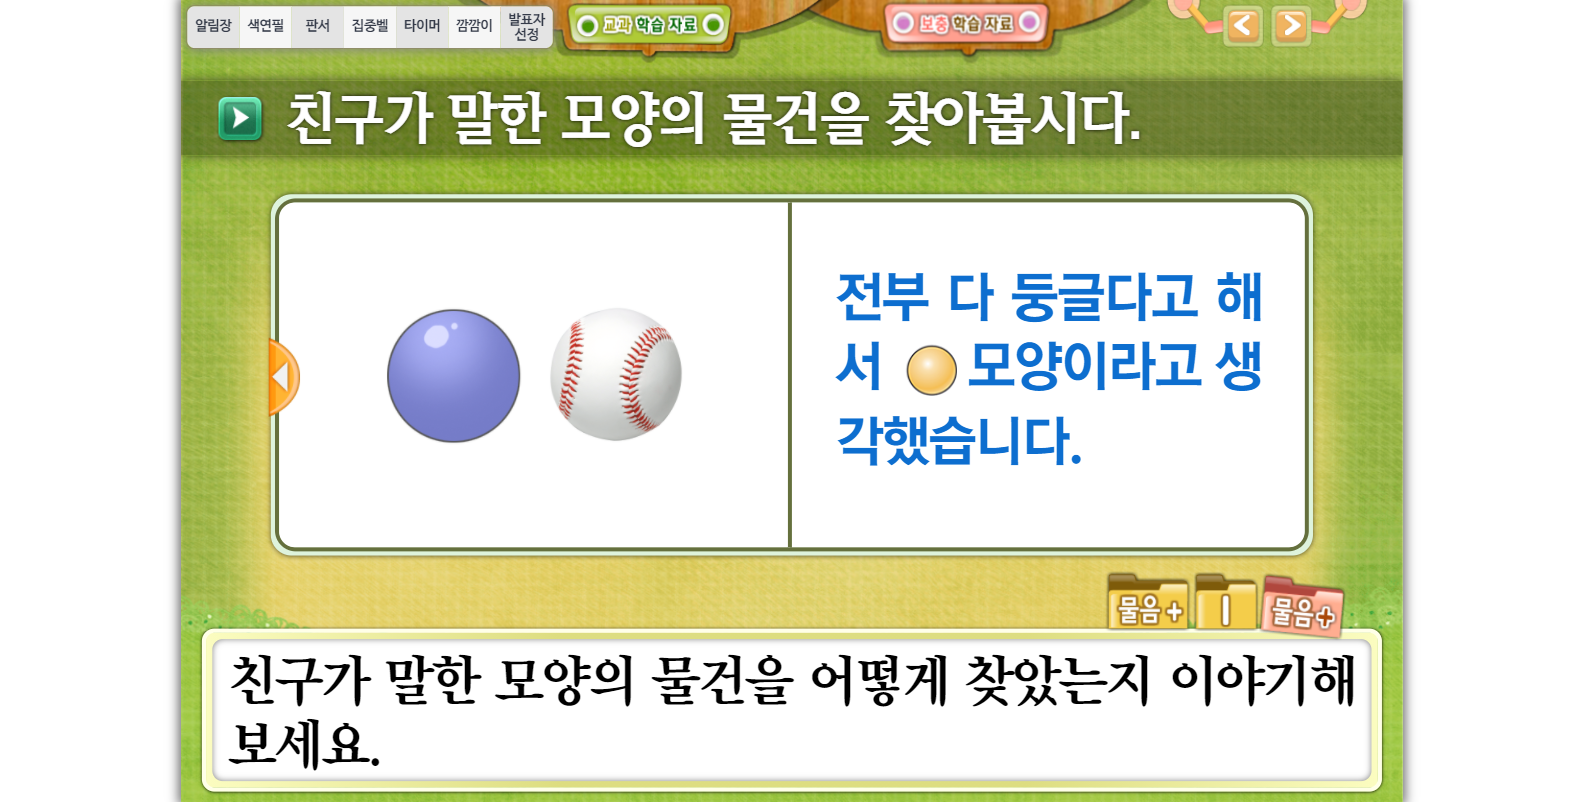 알림장 색연필 판서 집중벨 타이머 깜깜이 발표자
선정
교과 학습 자료
보충 학습 자료
친구가 말한 모양의 물건을 찾아봅시다.
전부 다 둥글다고 해
서 모양이라고 생
각했습니다.
물음+ 1 물음+
친구가 말한 모양의 물건을 어떻게 찾았는지 이야기해
보세요.